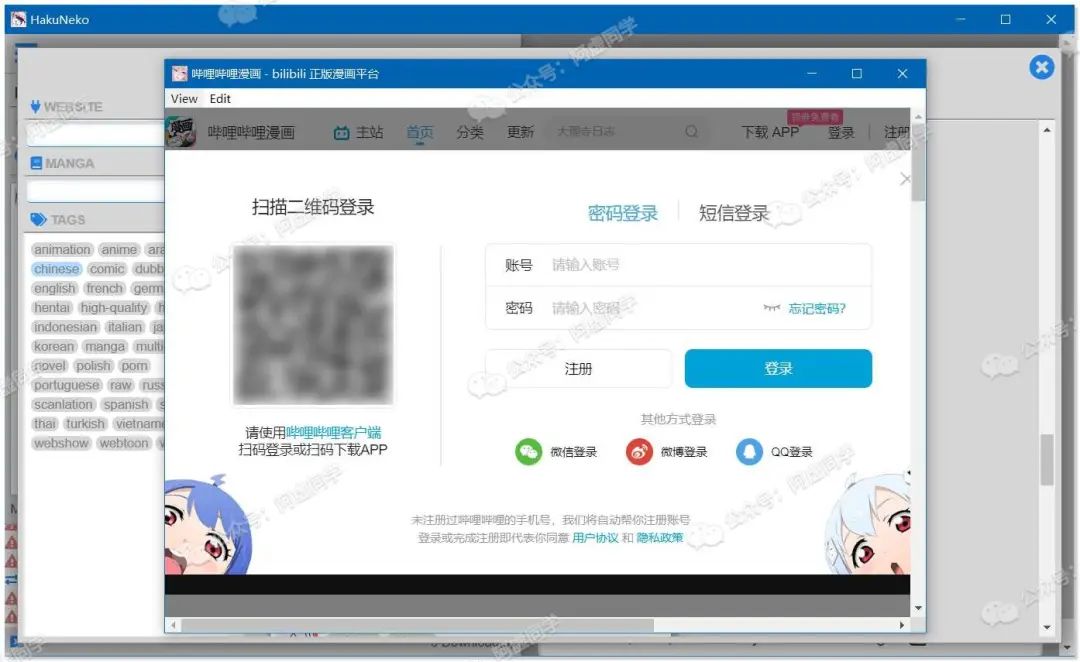 HakuNeko
哔哩哔哩漫画 - bilibili 正版漫画平台
View Edit
哔哩哔哩漫画 主站 首页 分类 更新 大理寺日志 下载 APP 登录 注册
WEBSITE
MANGA
TAGS
animation anime
chinese comic
english french
hentai high-quality
indonesian italian
korean manga
novel polish porn
portuguese raw
scanlation spanish
thai turkish
webshow webtoon
扫描二维码登录
请使用哔哩哔哩客户端
扫码登录或扫码下载APP
密码登录 短信登录
账号 请输入账号
密码 请输入密码 忘记密码?
注册 登录
其他方式登录
微信登录 微博登录 QQ登录
未注册过哔哩哔哩的手机号，我们将自动帮你注册账号
登录或完成注册即代表你同意 用户协议 和 隐私政策
公众号：阿虚同学